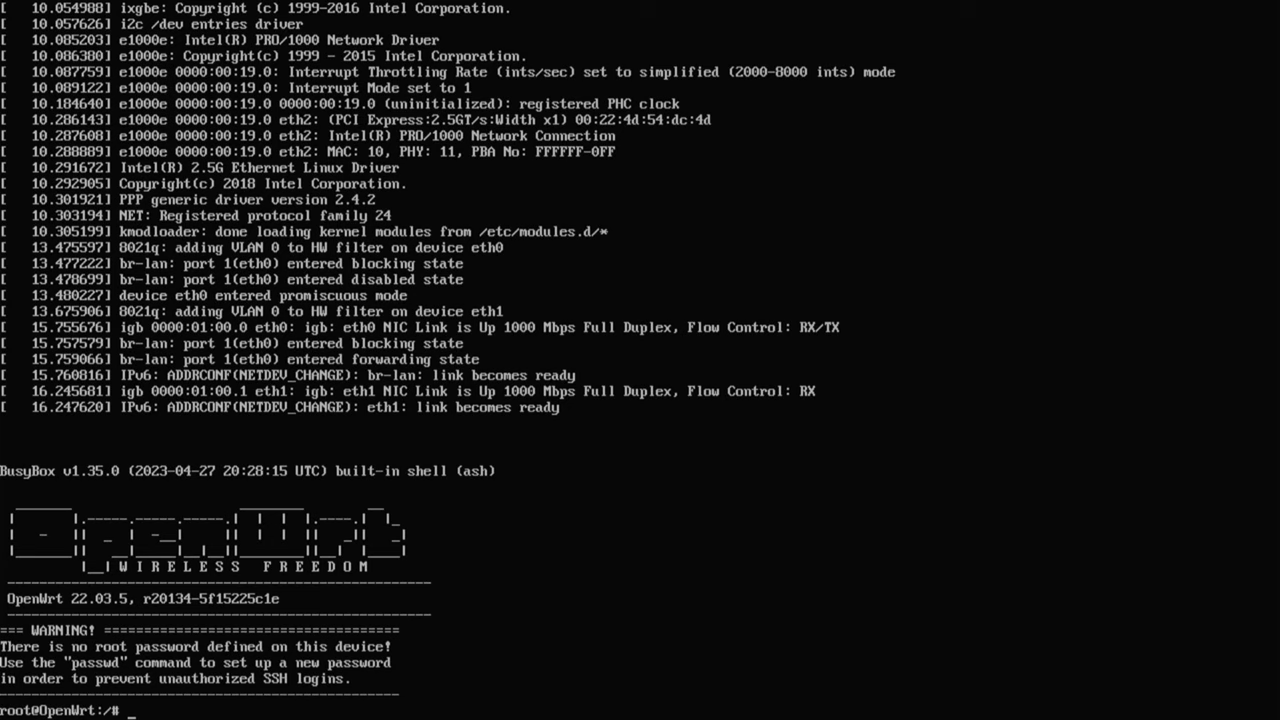 [   10.054988] ixgbe: Copyright (c) 1999-2016 Intel Corporation.
[   10.057626] i2c /dev entries driver
[   10.085203] e1000e: Intel(R) PRO/1000 Network Driver
[   10.086380] e1000e: Copyright(c) 1999 - 2015 Intel Corporation.
[   10.087759] e1000e 0000:00:19.0: Interrupt Throttling Rate (ints/sec) set to simplified (2000-8000 ints) mode
[   10.089122] e1000e 0000:00:19.0: Interrupt Mode set to 1
[   10.184640] e1000e 0000:00:19.0 0000:00:19.0 (uninitialized): registered PHC clock
[   10.286143] e1000e 0000:00:19.0 eth2: (PCI Express:2.5GT/s:Width x1) 00:22:4d:54:dc:4d
[   10.287608] e1000e 0000:00:19.0 eth2: Intel(R) PRO/1000 Network Connection
[   10.288889] e1000e 0000:00:19.0 eth2: MAC: 10, PHY: 11, PBA No: FFFFFF-0FF
[   10.291672] Intel(R) 2.5G Ethernet Linux Driver
[   10.292905] Copyright(c) 2018 Intel Corporation.
[   10.301921] PPP generic driver version 2.4.2
[   10.303194] NET: Registered protocol family 24
[   10.305199] kmodloader: done loading kernel modules from /etc/modules.d/*
[   13.475597] 8021q: adding VLAN 0 to HW filter on device eth0
[   13.477222] br-lan: port 1(eth0) entered blocking state
[   13.478699] br-lan: port 1(eth0) entered disabled state
[   13.480227] device eth0 entered promiscuous mode
[   13.675906] 8021q: adding VLAN 0 to HW filter on device eth1
[   15.755676] igb 0000:01:00.0 eth0: igb: eth0 NIC Link is Up 1000 Mbps Full Duplex, Flow Control: RX/TX
[   15.757579] br-lan: port 1(eth0) entered blocking state
[   15.759066] br-lan: port 1(eth0) entered forwarding state
[   15.760816] IPv6: ADDRCONF(NETDEV_CHANGE): br-lan: link becomes ready
[   16.245681] igb 0000:01:00.1 eth1: igb: eth1 NIC Link is Up 1000 Mbps Full Duplex, Flow Control: RX
[   16.247620] IPv6: ADDRCONF(NETDEV_CHANGE): eth1: link becomes ready
BusyBox v1.35.0 (2023-04-27 20:28:15 UTC) built-in shell (ash)
OpenWrt
W I R E L E S S   F R E E D O M
OpenWrt 22.03.5, r20134-5f15225c1e
=== WARNING! =====================================
There is no root password defined on this device!
Use the "passwd" command to set up a new password
in order to prevent unauthorized SSH logins.
root@OpenWrt:/# _